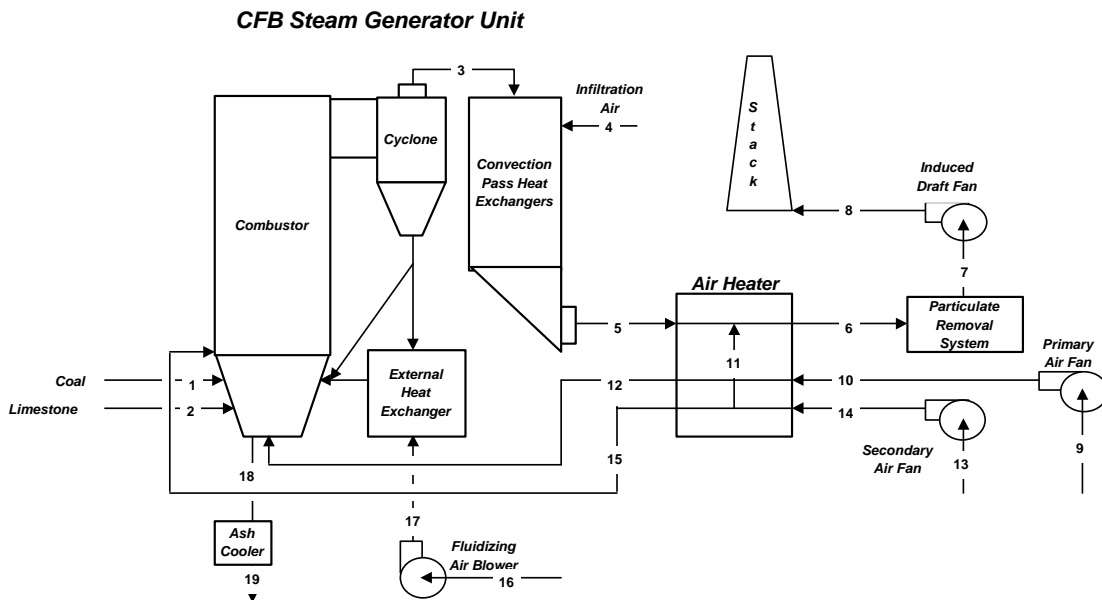 CFB Steam Generator Unit
3
Infiltration
Air
4
Cyclone
Convection
Pass Heat
Exchangers
Stack
Induced
Draft Fan
8
Combustor
7
Air Heater
5
6
Particulate
Removal
System
Primary
Air Fan
11
Coal
1
External
Heat
Exchanger
12
10
Limestone
2
14
Secondary
Air Fan
13
9
15
18
17
Ash
Cooler
Fluidizing
Air Blower
16
19